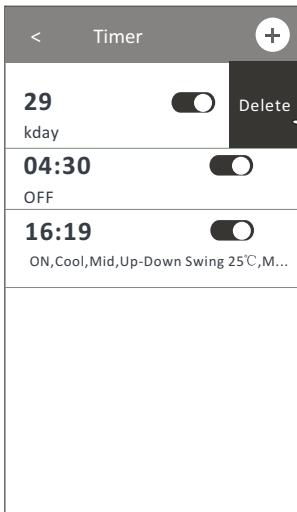 < Timer +
29 Delete
kday
04:30
OFF
16:19
ON,Cool,Mid,Up-Down Swing 25℃,M...